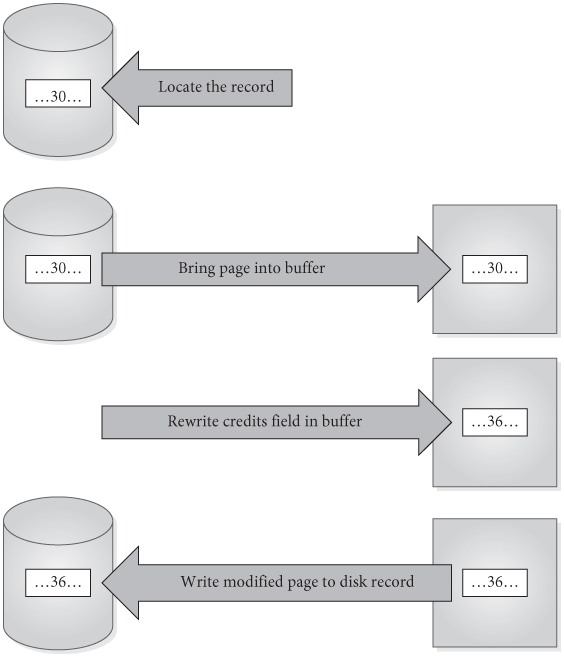 …30…
Locate the record
…30…
Bring page into buffer
…30…
Rewrite credits field in buffer
…36…
…36…
Write modified page to disk record
…36…